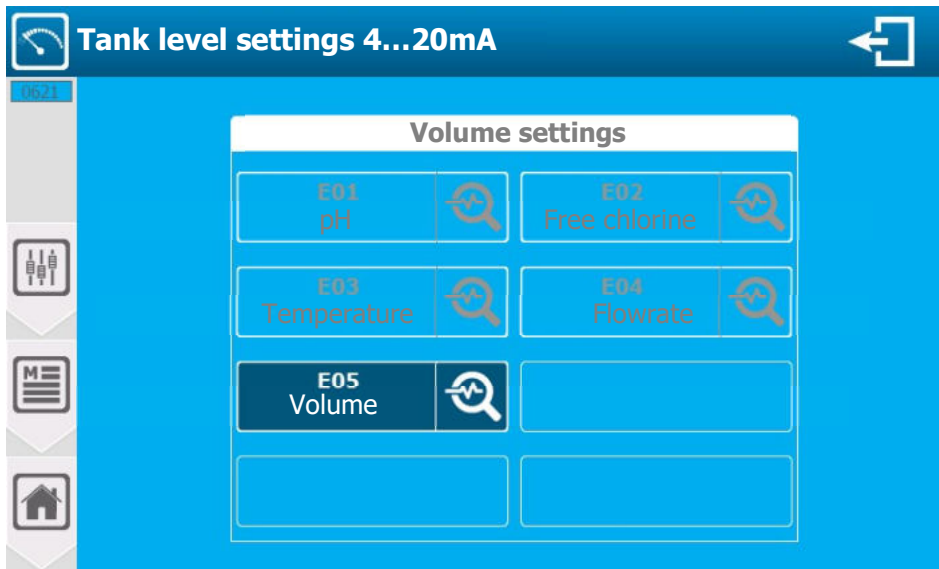 Tank level settings 4...20mA
0621
Volume settings
E01
pH
E02
Free chlorine
E03
Temperature
E04
Flowrate
M
E05
Volume